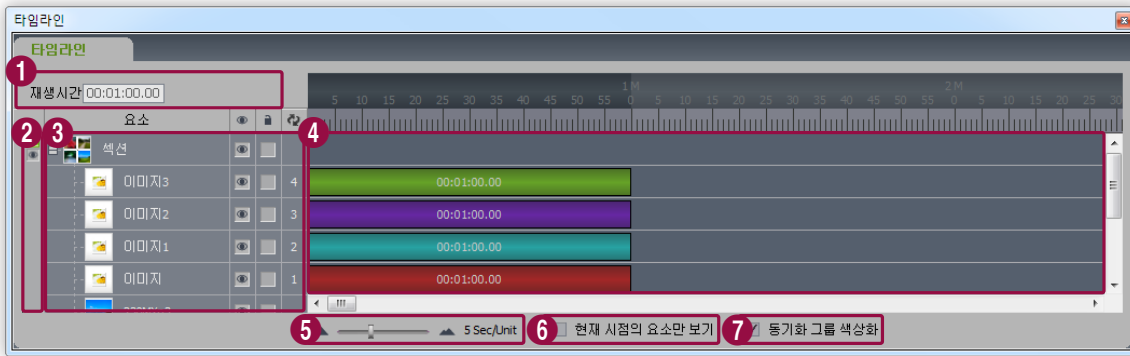 타임라인
타임라인
1
재생시간 00:01:00.00
1M 2M
5 10 15 20 25 30 35 40 45 50 55 0 5 10 15 20 25 30 35 40 45 50 55 0 5 10 15 20 25 30
요소
2 3 4
섹션
이미지3 4 00:01:00.00
이미지2 3 00:01:00.00
이미지1 2 00:01:00.00
이미지 1 00:01:00.00
5 5 Sec/Unit 6 현재 시점의 요소만 보기 7 동기화 그룹 색상화